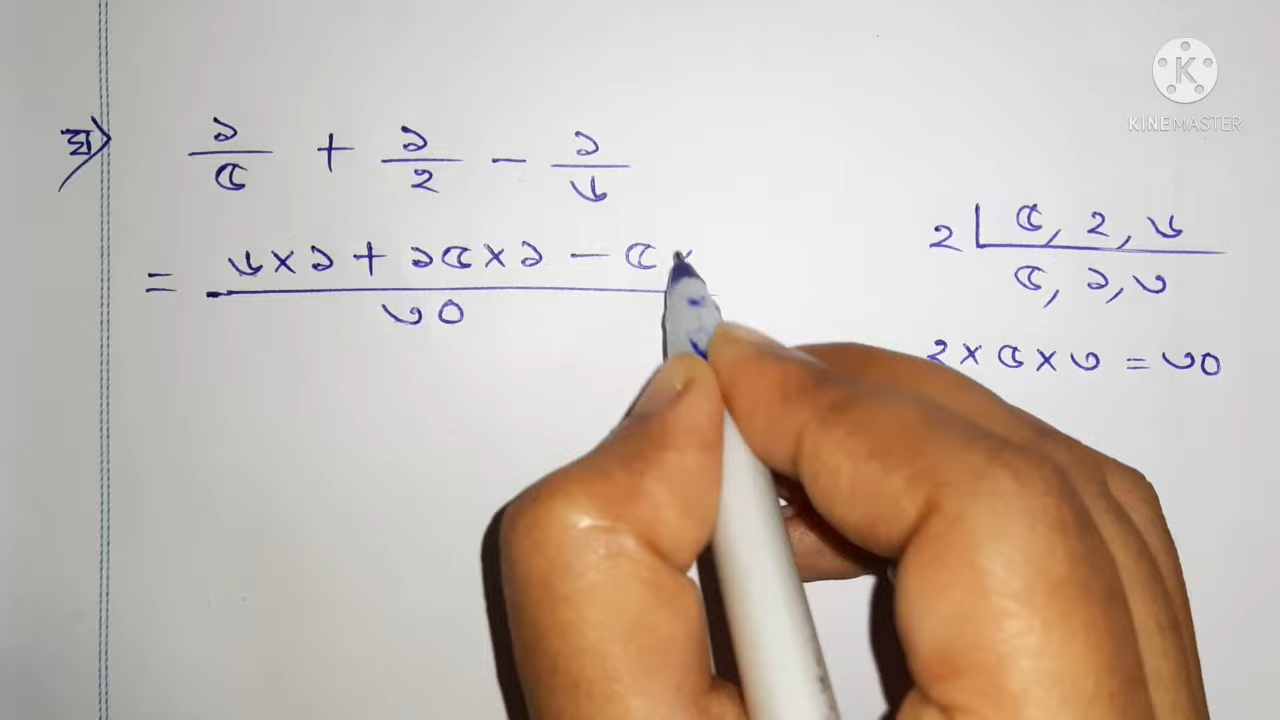 ১/৫ + ১/২ − ১/৬
= (৬×১ + ১৫×১ − ৫×)/৩০
২ | ৫, ২, ৬
৫, ১, ৩
২ × ৫ × ৩ = ৩০
K
KINEMASTER